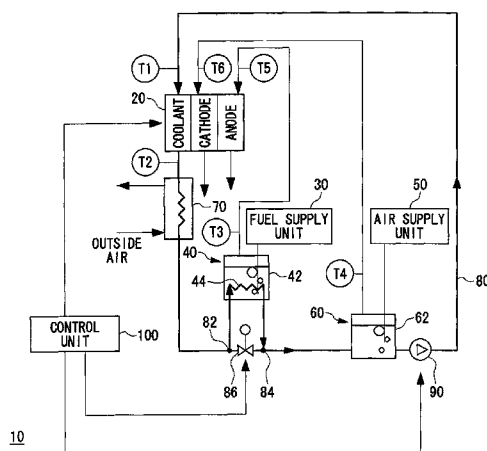 T1
T6
T5
20
COOLANT
CATHODE
ANODE
T2
70
30
50
T3
FUEL SUPPLY
UNIT
AIR SUPPLY
UNIT
OUTSIDE
AIR
40
44
42
T4
80
60
62
CONTROL
UNIT
100
82
86
84
90
10